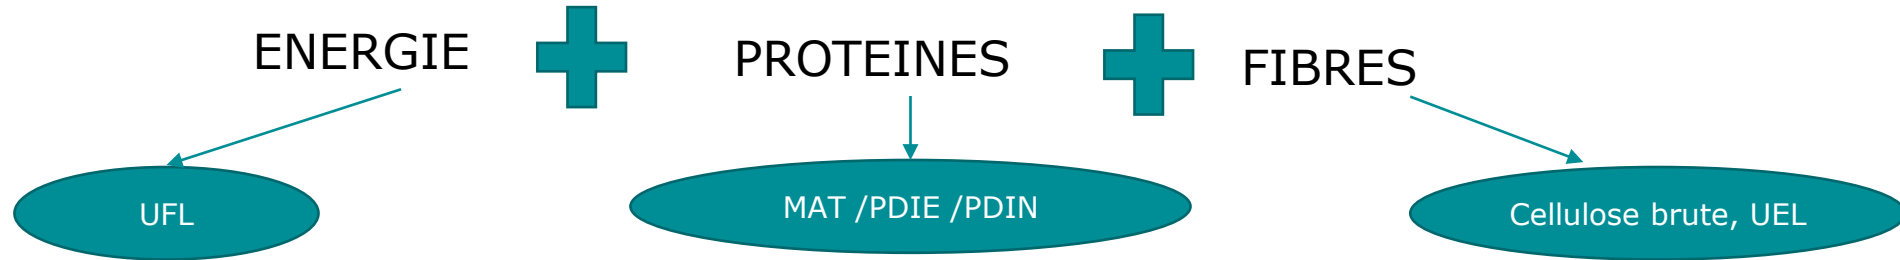 ENERGIE
PROTEINES
FIBRES
UFL
MAT /PDIE /PDIN
Cellulose brute, UEL